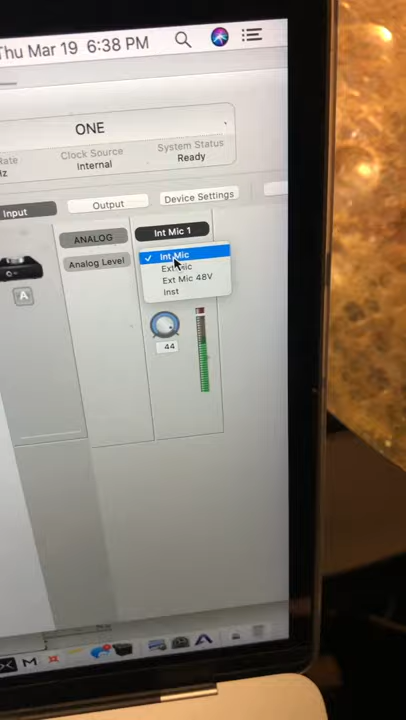 Thu Mar 19 6:38 PM
ONE
Rate
Hz
Clock Source
Internal
System Status
Ready
Input
Output
Device Settings
ANALOG
Int Mic 1
Analog Level
Int Mic
Ext Mic
Ext Mic 48V
Inst
A
44